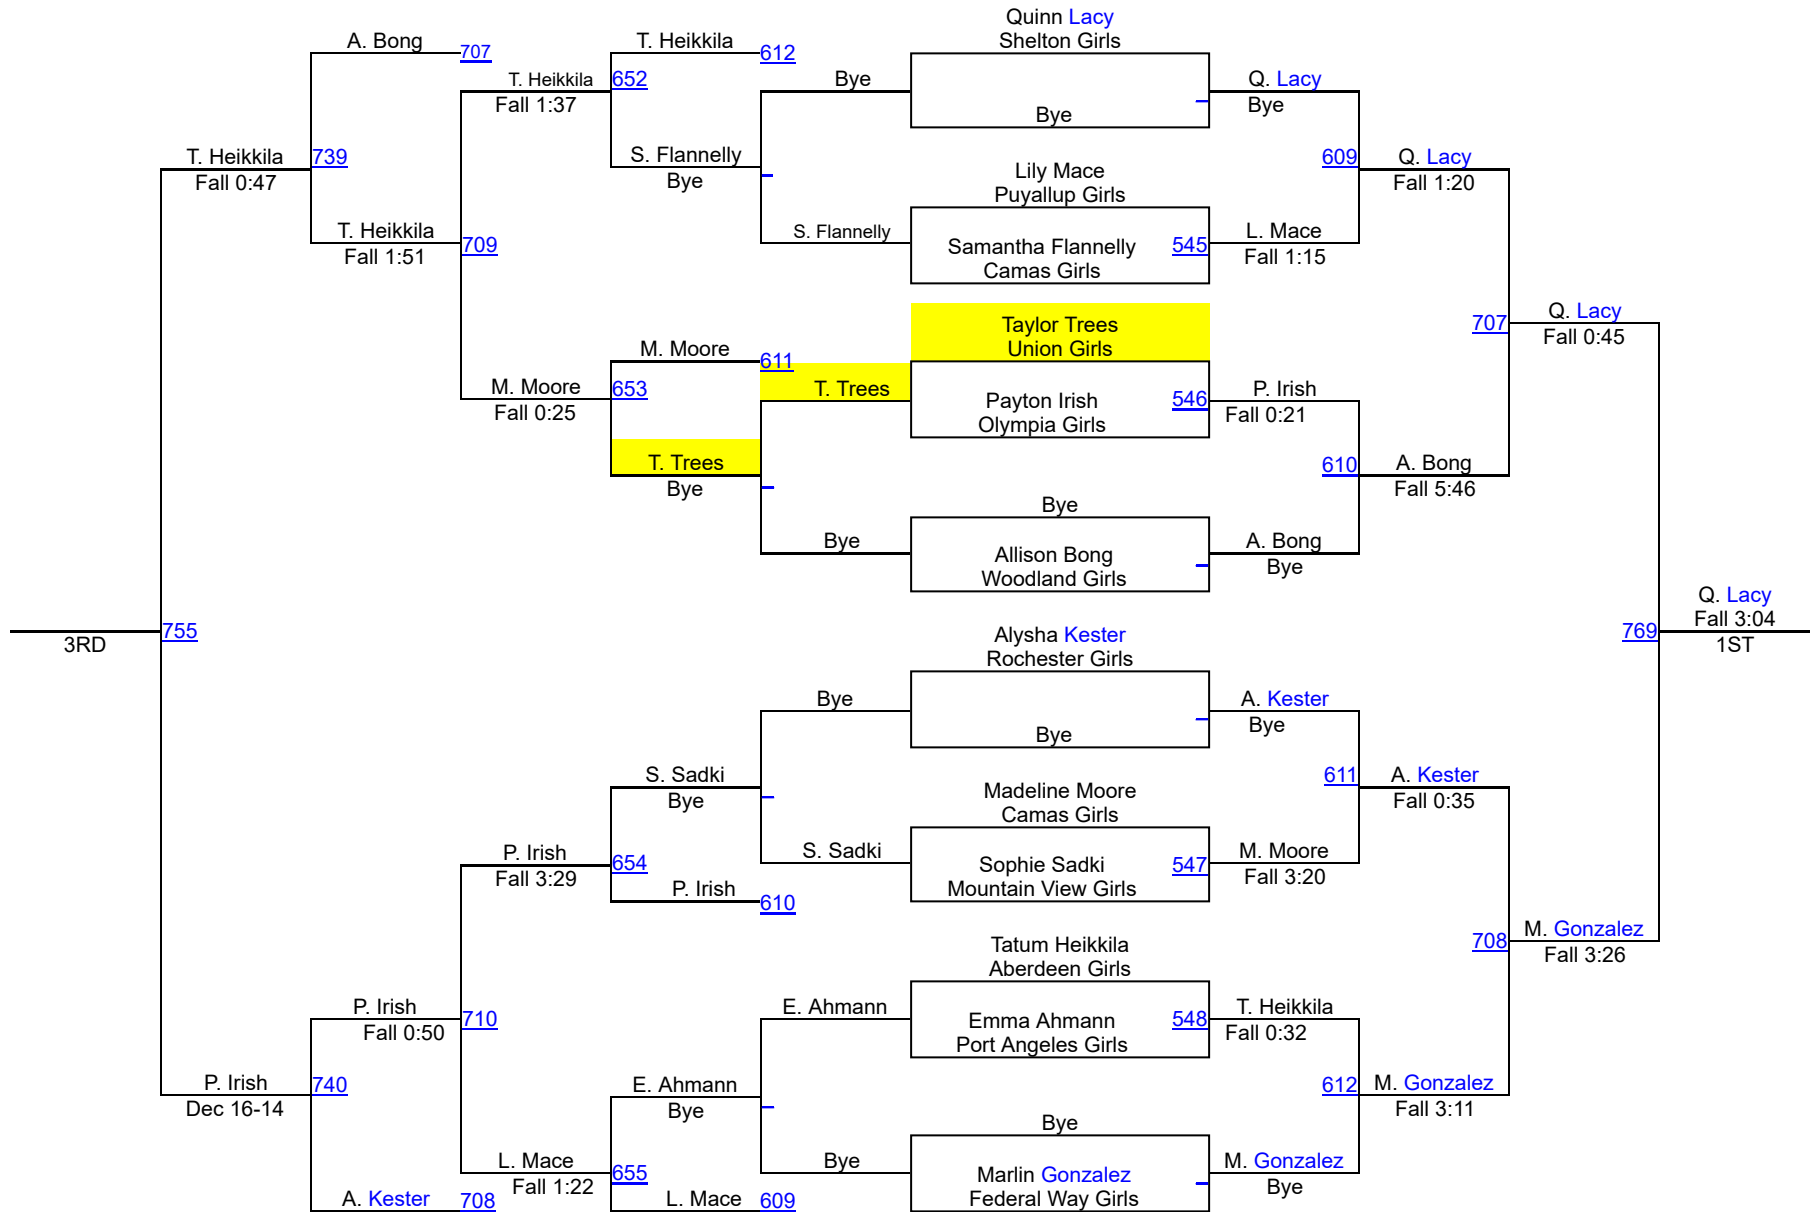 Quinn Lacy
Shelton Girls
A. Bong
707
T. Heikkila
612
T. Heikkila
652
Fall 1:37
Bye
Bye
Q. Lacy
Bye
T. Heikkila
739
Fall 0:47
S. Flannelly
Bye
609
Q. Lacy
Fall 1:20
Lily Mace
Puyallup Girls
T. Heikkila
709
Fall 1:51
S. Flannelly
Samantha Flannelly
545
Camas Girls
L. Mace
Fall 1:15
Taylor Trees
Union Girls
707
Q. Lacy
Fall 0:45
M. Moore
611
M. Moore
653
Fall 0:25
T. Trees
Payton Irish
546
Olympia Girls
P. Irish
Fall 0:21
T. Trees
Bye
610
A. Bong
Fall 5:46
Bye
Bye
Allison Bong
Woodland Girls
A. Bong
Bye
Q. Lacy
Fall 3:04
755
3RD
769
1ST
Alysha Kester
Rochester Girls
Bye
Bye
A. Kester
Bye
S. Sadki
Bye
611
A. Kester
Fall 0:35
Madeline Moore
Camas Girls
P. Irish
654
Fall 3:29
S. Sadki
Sophie Sadki
547
Mountain View Girls
M. Moore
Fall 3:20
P. Irish
610
708
M. Gonzalez
Fall 3:26
Tatum Heikkila
Aberdeen Girls
P. Irish
710
Fall 0:50
E. Ahmann
Emma Ahmann
548
Port Angeles Girls
T. Heikkila
Fall 0:32
P. Irish
740
Dec 16-14
E. Ahmann
Bye
612
M. Gonzalez
Fall 3:11
Bye
L. Mace
655
Fall 1:22
Bye
Marlin Gonzalez
Federal Way Girls
M. Gonzalez
Bye
A. Kester
708
L. Mace
609